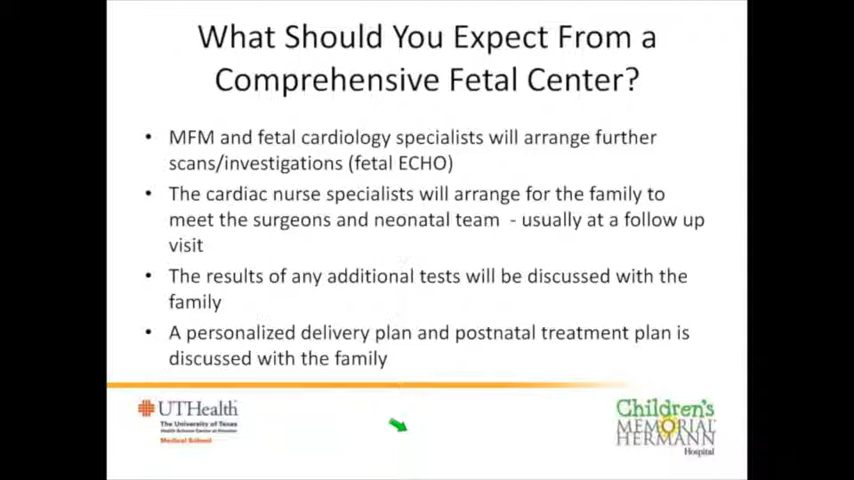 What Should You Expect From a
Comprehensive Fetal Center?
• MFM and fetal cardiology specialists will arrange further
scans/investigations (fetal ECHO)
• The cardiac nurse specialists will arrange for the family to
meet the surgeons and neonatal team - usually at a follow up
visit
• The results of any additional tests will be discussed with the
family
• A personalized delivery plan and postnatal treatment plan is
discussed with the family
UTHealth
The University of Texas
Health Science Center at Houston
Medical School
Children's
MEMORIAL
HERMANN
Hospital